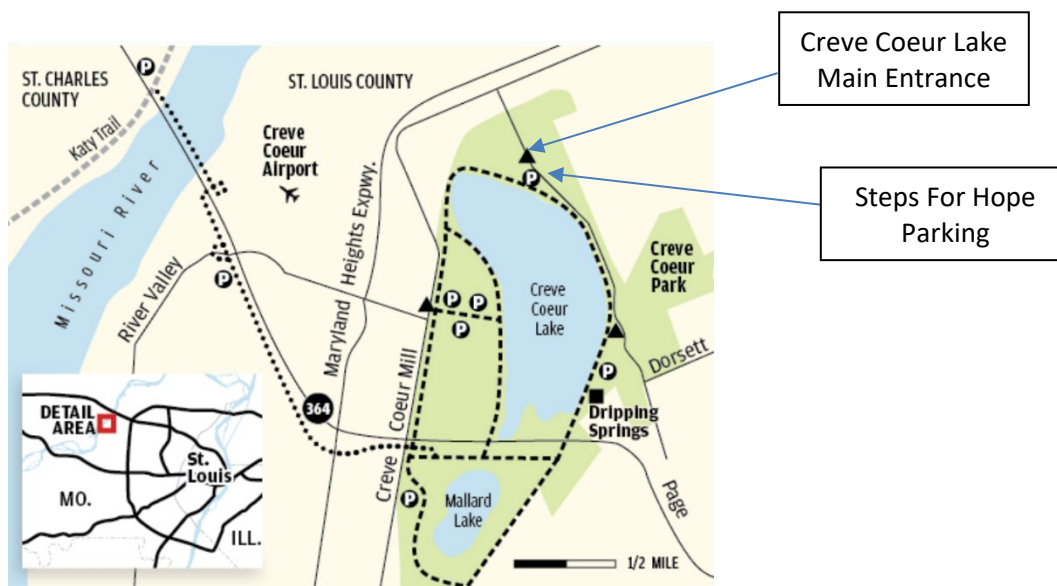 Creve Coeur Lake
Main Entrance
Steps For Hope
Parking
ST. CHARLES
COUNTY
P
ST. LOUIS COUNTY
Katy Trail
Creve
Coeur
Airport
Missouri River
River Valley
P
Maryland
Heights Expwy.
P
P
P
P
Creve
Coeur
Lake
Creve
Coeur
Park
Dorsett
P
Dripping
Springs
364
Creve Coeur Mill
P
Mallard
Lake
Page
1/2 MILE
DETAIL
AREA
St.
Louis
MO.
ILL.